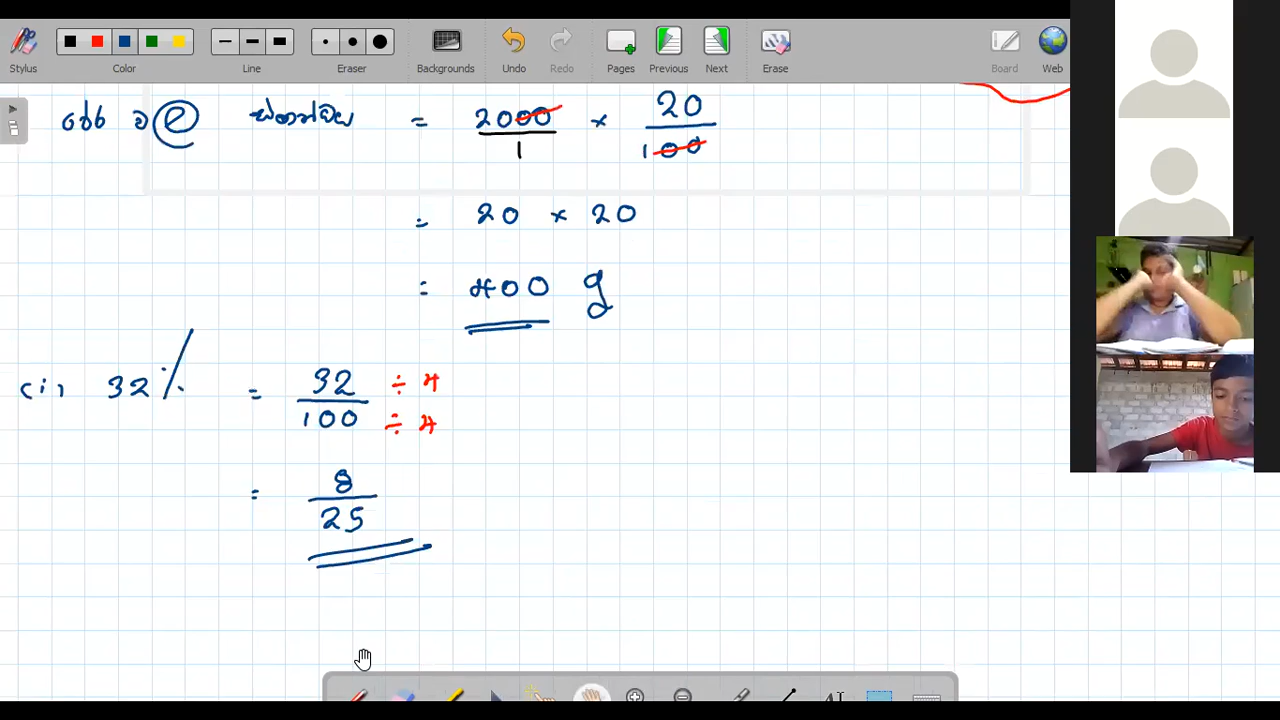 Stylus Color Line Eraser Backgrounds Undo Redo Pages Previous Next Erase Board Web
= 2000/1 × 20/100
= 20 × 20
= 400 g
(i) 32% = 32/100 ÷ 4 ÷ 4
= 8/25